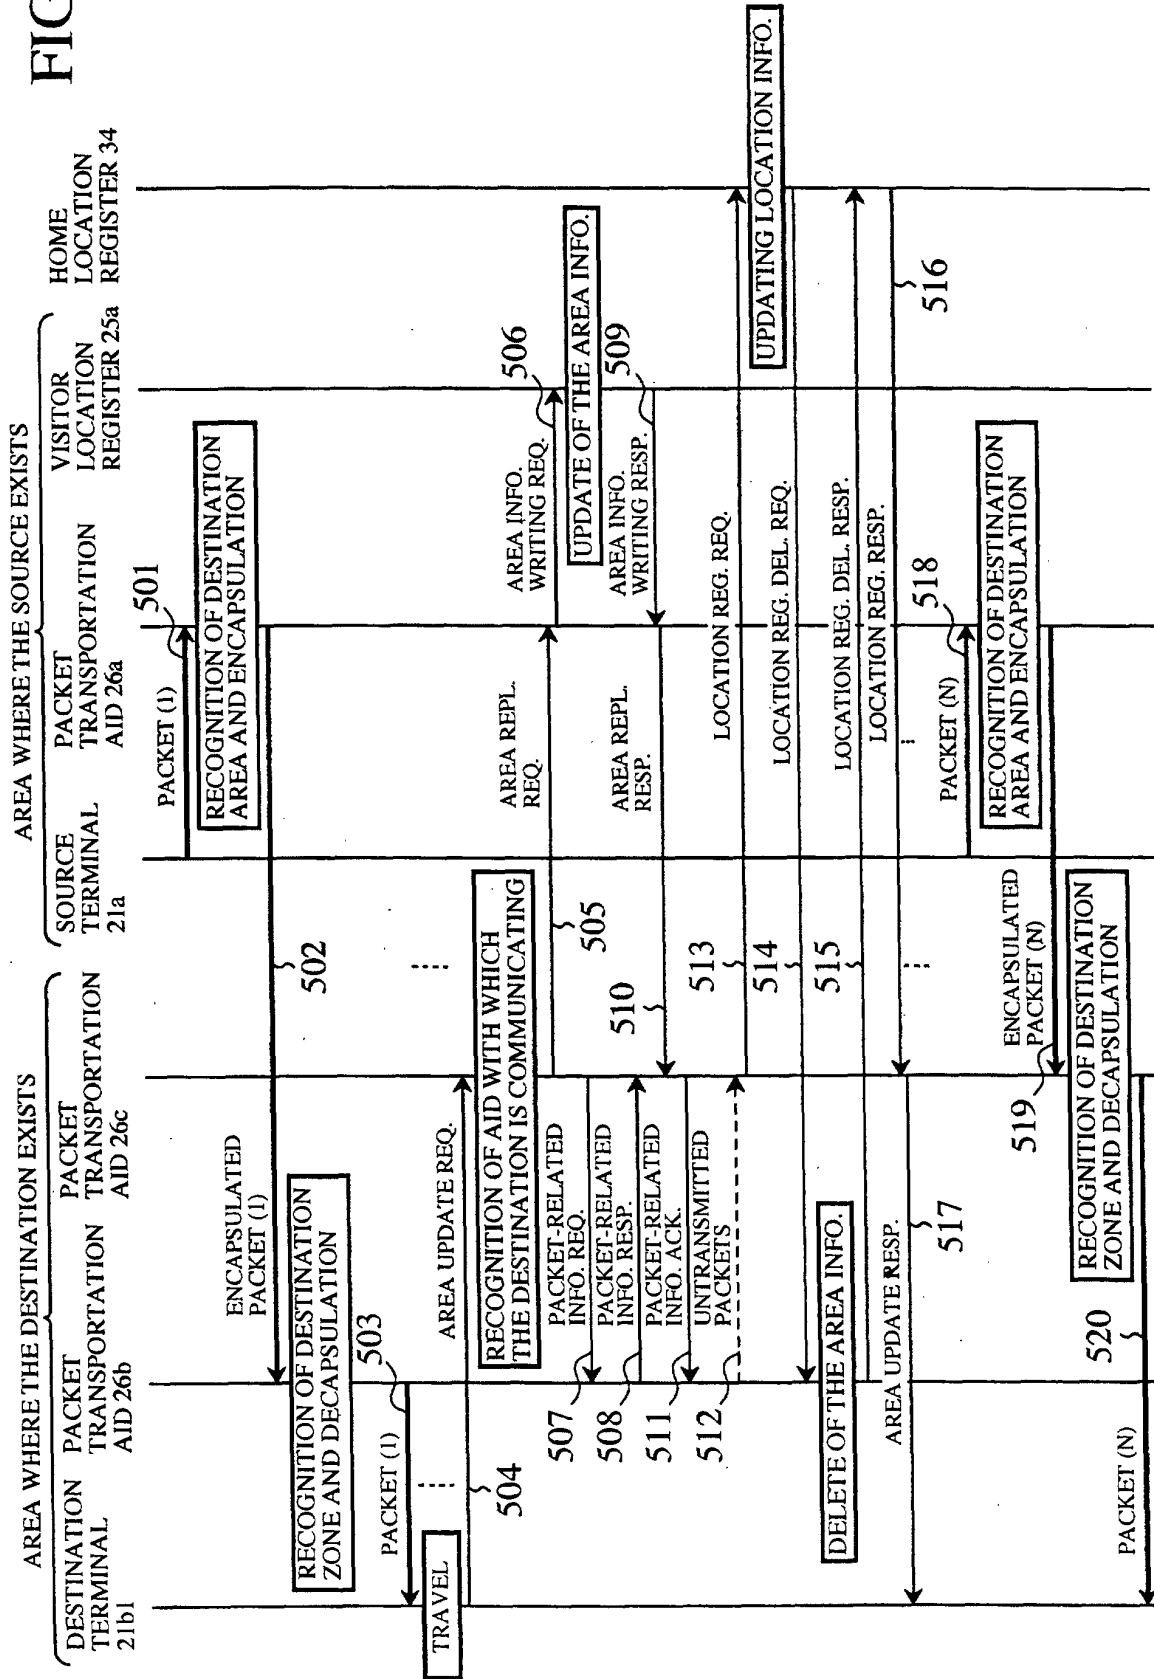 FIG
AREA WHERE THE DESTINATION EXISTS
AREA WHERE THE SOURCE EXISTS
DESTINATION
TERMINAL
21b1
PACKET
TRANSPORTATION
AID 26b
PACKET
TRANSPORTATION
AID 26c
SOURCE
TERMINAL
21a
PACKET
TRANSPORTATION
AID 26a
VISITOR
LOCATION
REGISTER 25a
HOME
LOCATION
REGISTER 34
PACKET (1)
501
RECOGNITION OF DESTINATION
AREA AND ENCAPSULATION
ENCAPSULATED
PACKET (1)
502
RECOGNITION OF DESTINATION
ZONE AND DECAPSULATION
PACKET (1)
503
TRAVEL
AREA UPDATE REQ.
504
RECOGNITION OF AID WITH WHICH
THE DESTINATION IS COMMUNICATING
AREA REPL.
REQ.
505
AREA INFO.
WRITING REQ.
506
UPDATE OF THE AREA INFO.
PACKET-RELATED
INFO. REQ.
507
PACKET-RELATED
INFO. RESP.
508
AREA INFO.
WRITING RESP.
509
AREA REPL.
RESP.
510
PACKET-RELATED
INFO. ACK.
511
UNTRANSMITTED
PACKETS
512
LOCATION REG. REQ.
513
UPDATING LOCATION INFO.
LOCATION REG. DEL. REQ.
514
DELETE OF THE AREA INFO.
LOCATION REG. DEL. RESP.
515
LOCATION REG. RESP.
516
AREA UPDATE RESP.
517
PACKET (N)
518
RECOGNITION OF DESTINATION
AREA AND ENCAPSULATION
ENCAPSULATED
PACKET (N)
519
RECOGNITION OF DESTINATION
ZONE AND DECAPSULATION
PACKET (N)
520